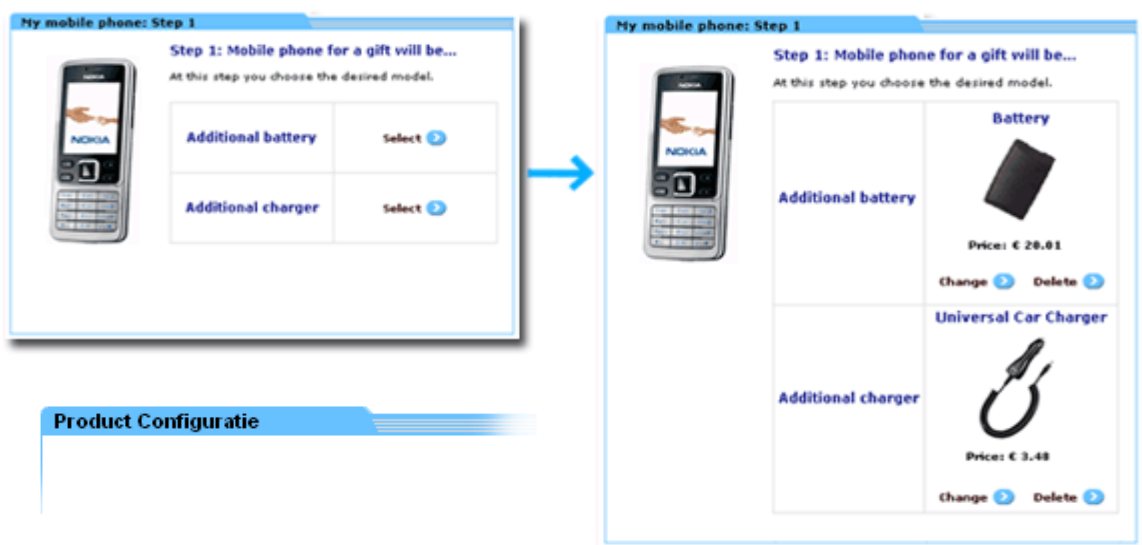 My mobile phone: Step 1
Step 1: Mobile phone for a gift will be...
At this step you choose the desired model.
NOKIA
NOKIA
Additional battery
Select
Additional charger
Select
Product Configuratie
My mobile phone: Step 1
Step 1: Mobile phone for a gift will be...
At this step you choose the desired model.
NOKIA
NOKIA
Additional battery
Battery
Price: € 20.01
Change Delete
Additional charger
Universal Car Charger
Price: € 3.48
Change Delete